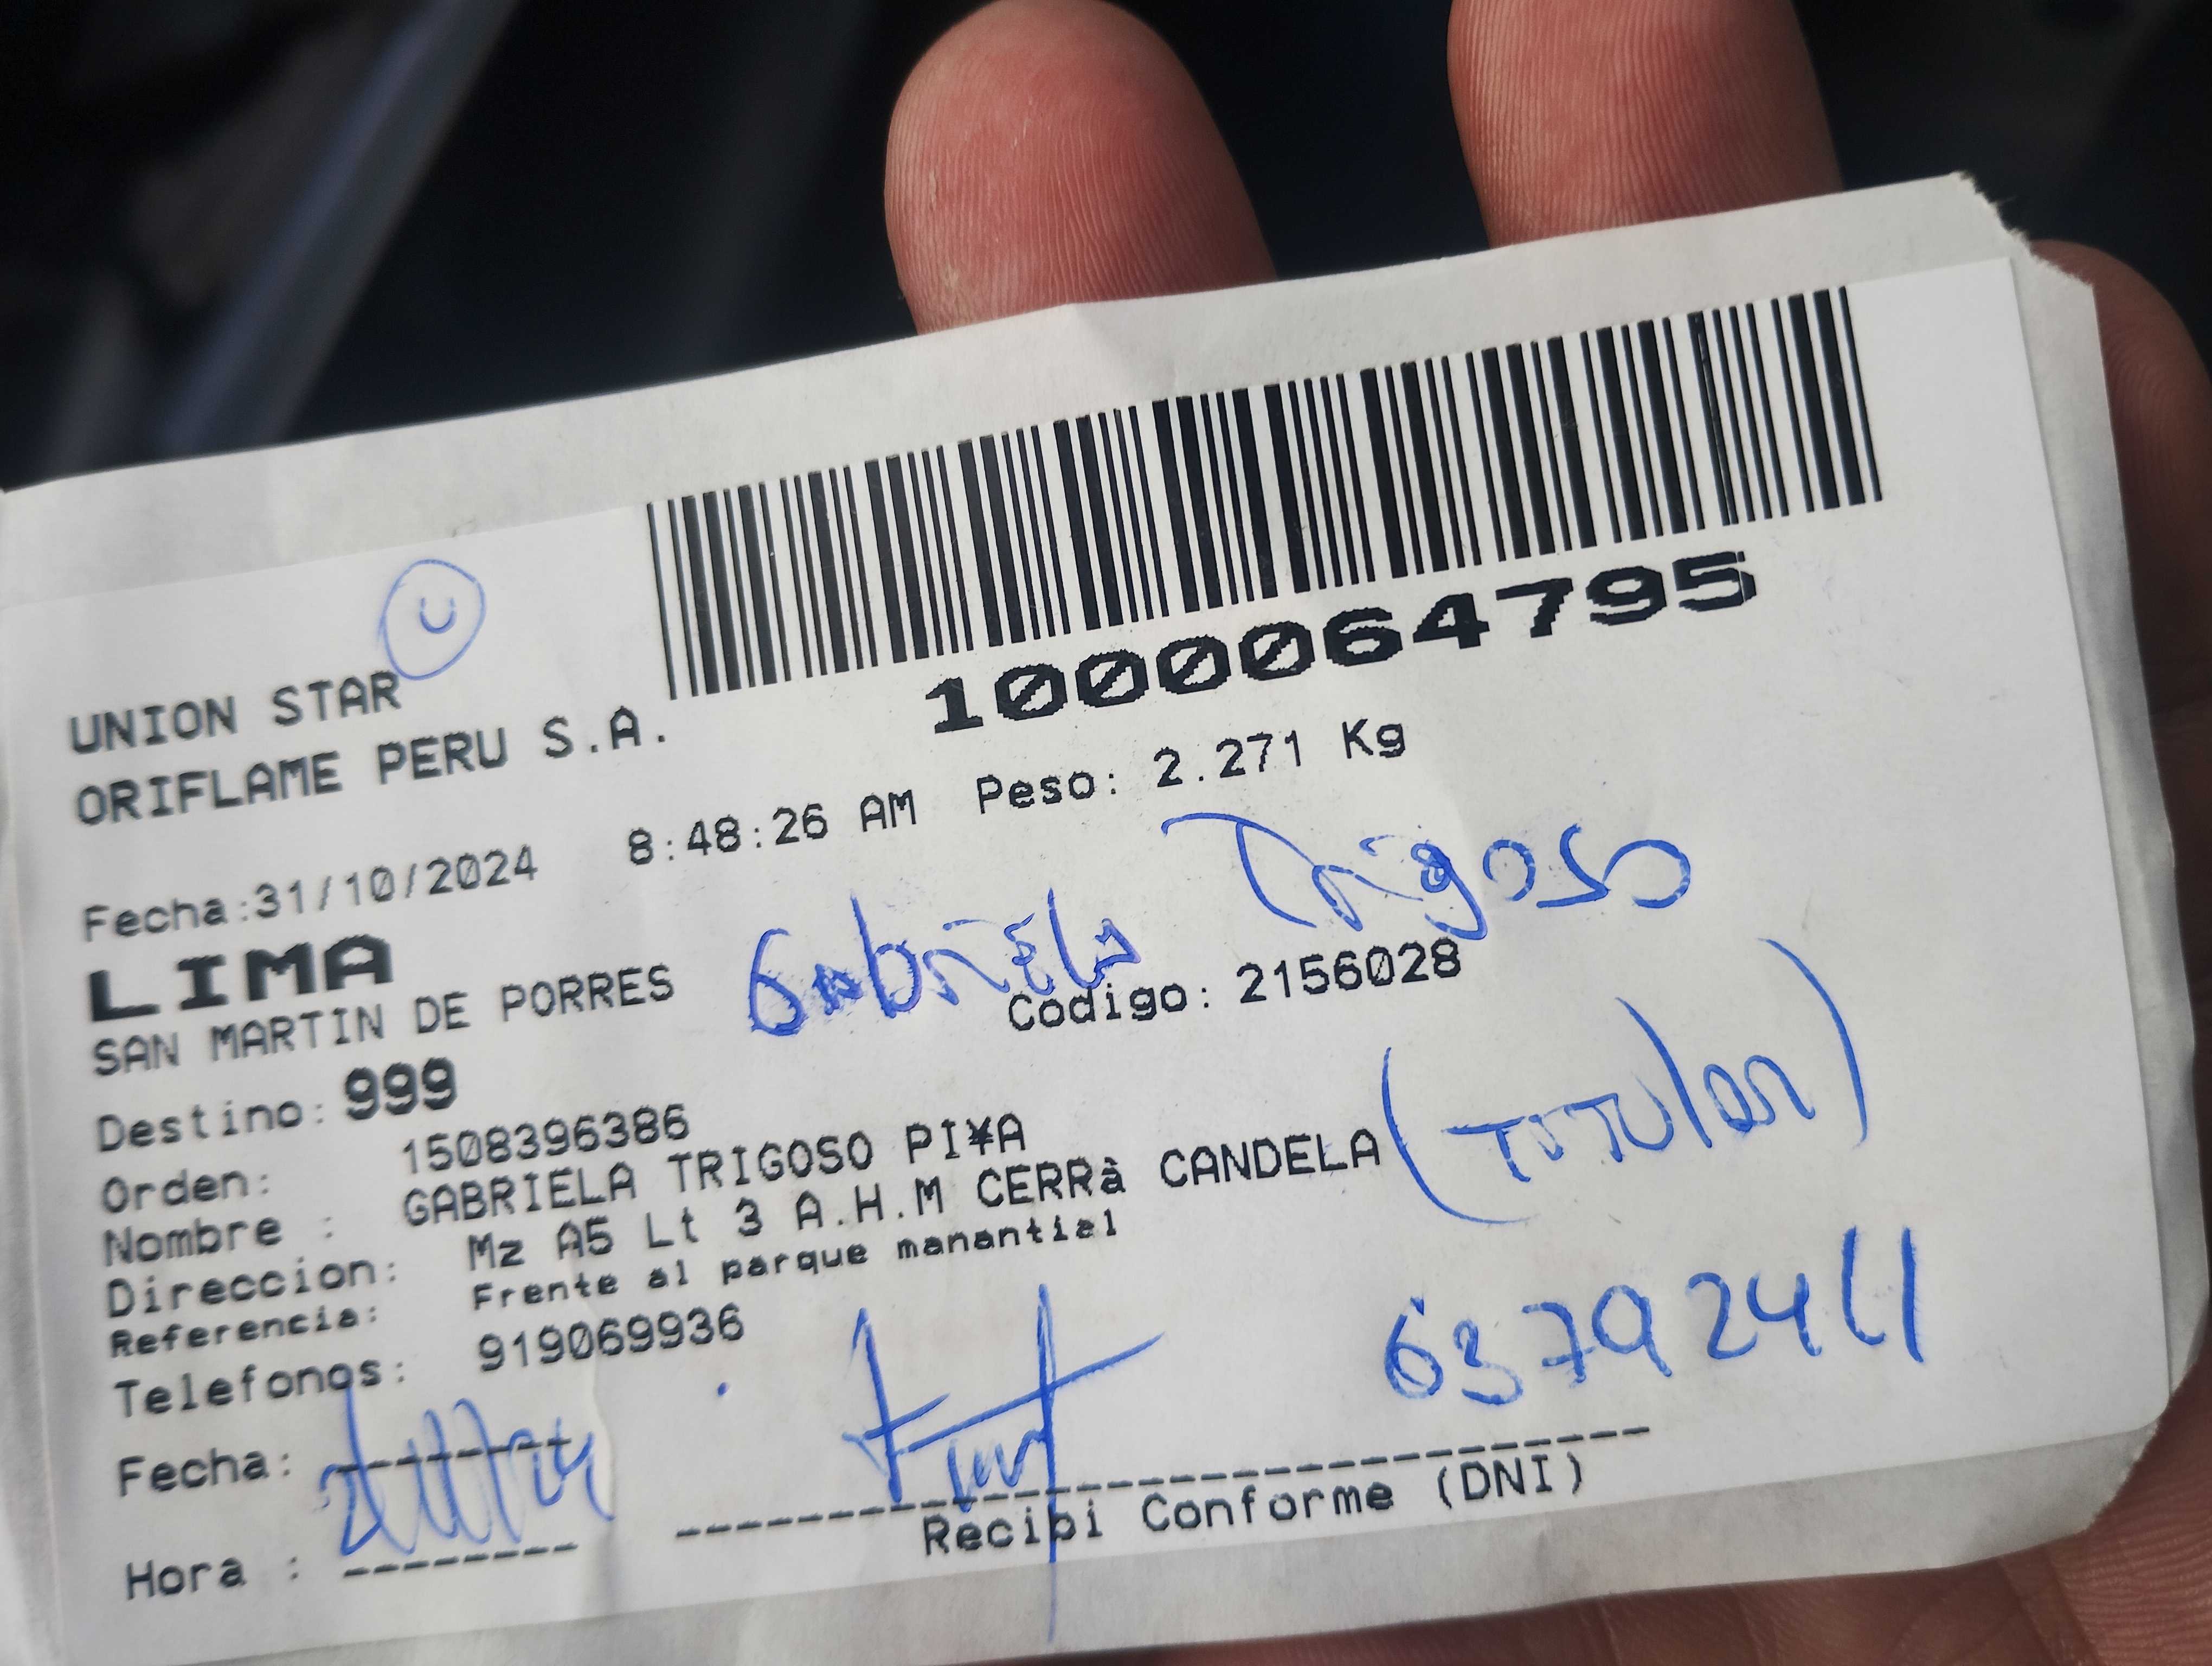 U
UNION STAR
ORIFLAME PERU S.A.
1000064795
Fecha:31/10/2024 8:48:26 AM Peso: 2.271 Kg
LIMA
Gabriela Trigoso
SAN MARTIN DE PORRES
Codigo: 2156028
Destino: 999
Orden: 1508396386
Nombre : GABRIELA TRIGOSO PI¥A
(Titular)
Direccion: Mz A5 Lt 3 A.H.M CERRà CANDELA
Referencia: Frente al parque manantial
Telefonos: 919069936
Fecha:
Hora :
Recibi Conforme (DNI)